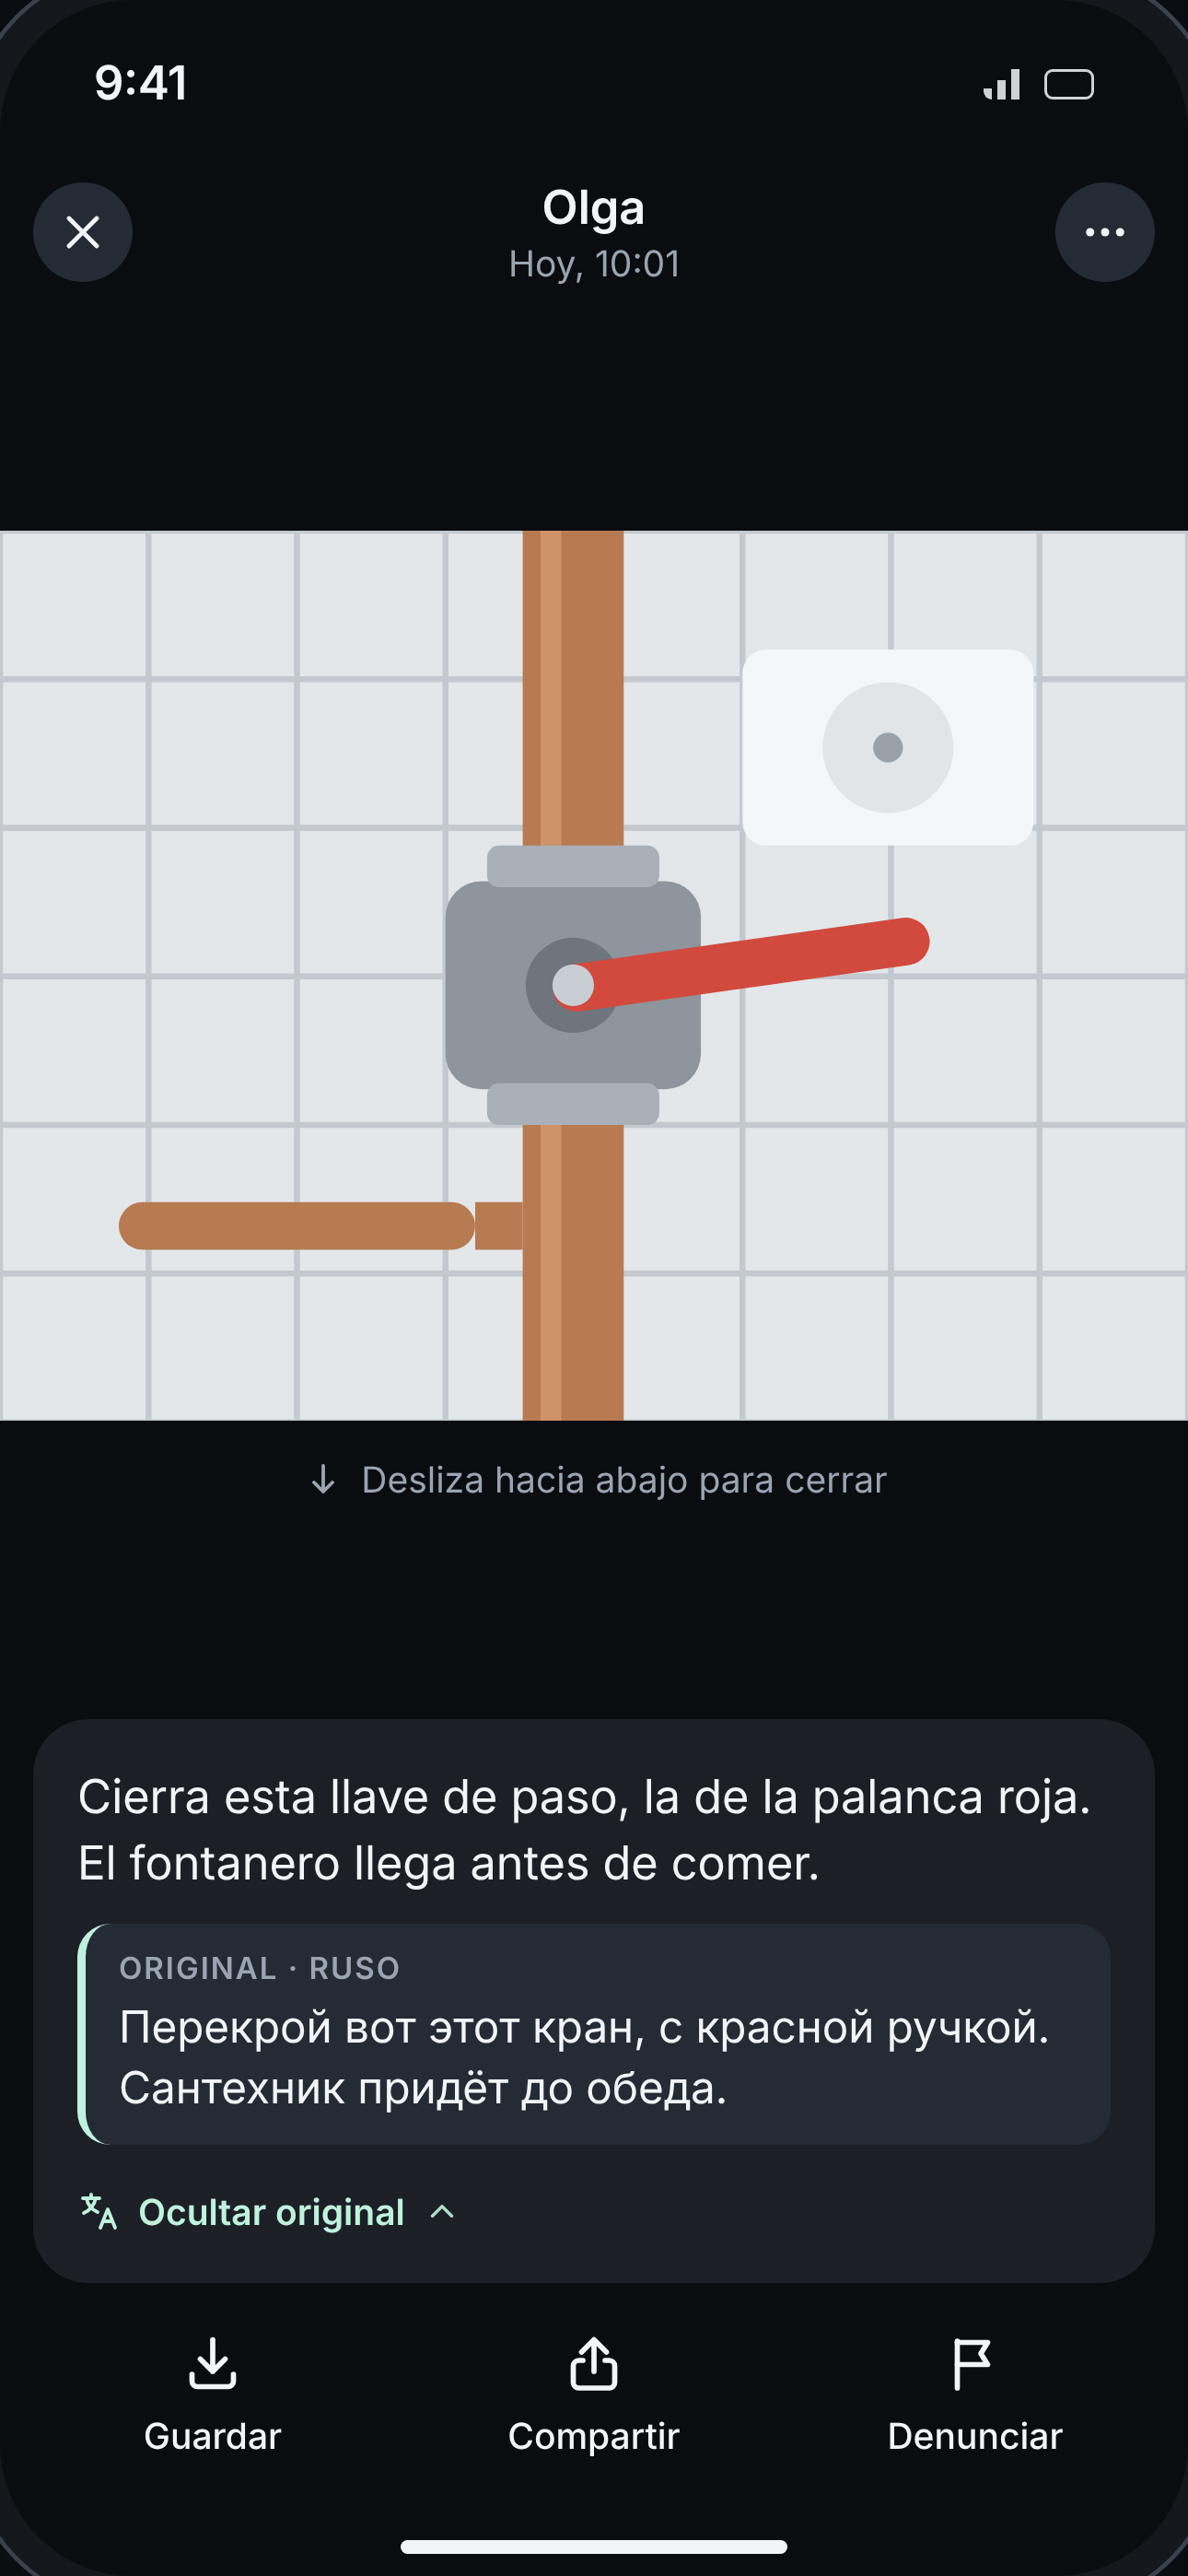 9:41
Olga
Hoy, 10:01
Desliza hacia abajo para cerrar
Cierra esta llave de paso, la de la palanca roja.
El fontanero llega antes de comer.
ORIGINAL · RUSO
Перекрой вот этот кран, с красной ручкой.
Сантехник придёт до обеда.
Ocultar original
Guardar
Compartir
Denunciar